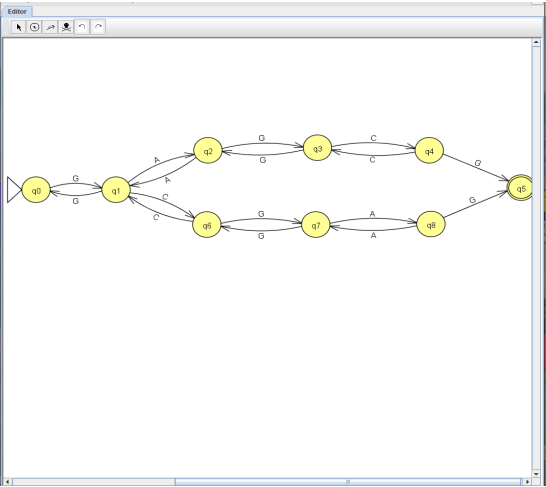 Editor
G C
A q2 G q3 C q4 G
G A
q0 G q1 C q5
C G A G
q6 G q7 A q8